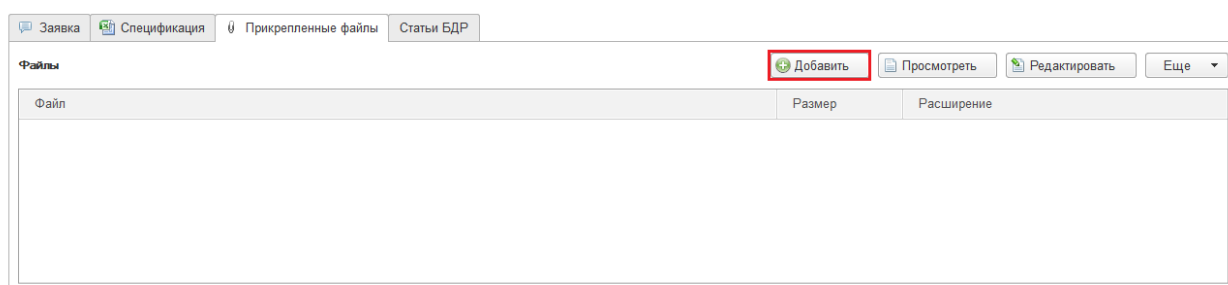 Заявка Спецификация Прикрепленные файлы Статьи БДР
Файлы Добавить Просмотреть Редактировать Еще
Файл Размер Расширение